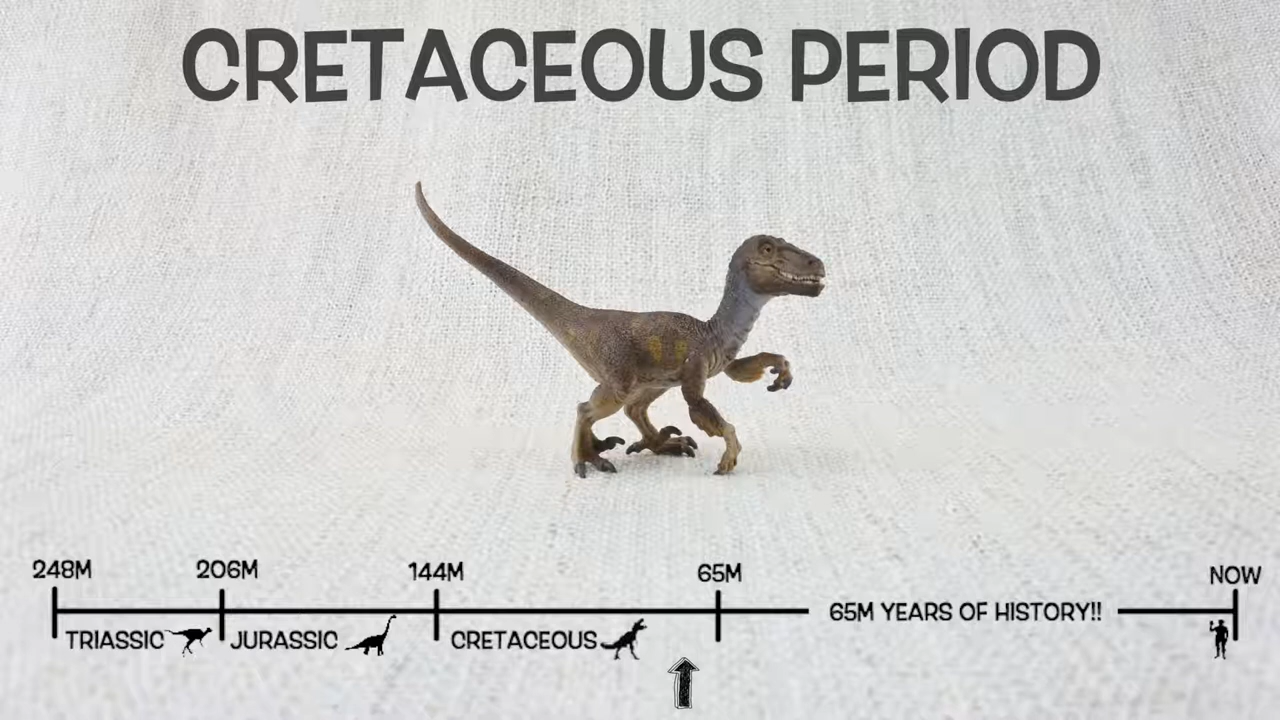 CRETACEOUS PERIOD
248M 206M 144M 65M NOW
65M YEARS OF HISTORY!!
TRIASSIC JURASSIC CRETACEOUS